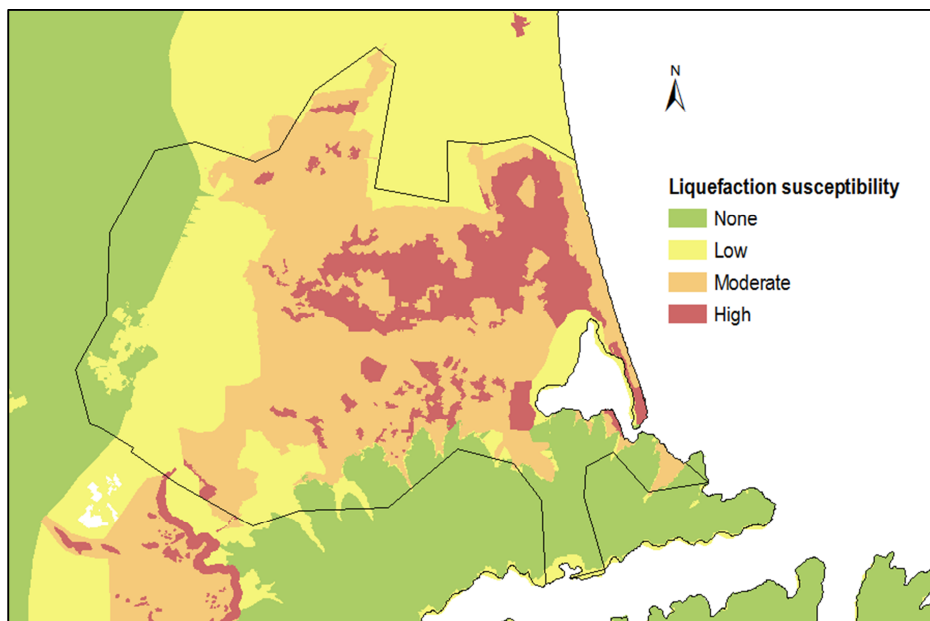 N
Liquefaction susceptibility
None
Low
Moderate
High